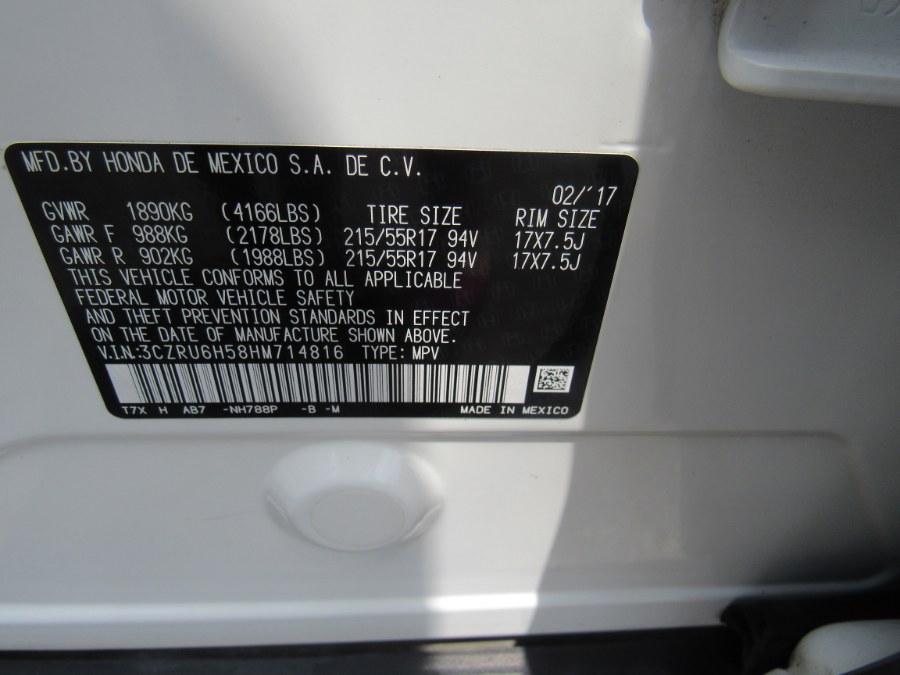 MFD.BY HONDA DE MEXICO S.A. DE C.V.
02/'17
GVWR 1890KG (4166LBS) TIRE SIZE RIM SIZE
GAWR F 988KG (2178LBS) 215/55R17 94V 17X7.5J
GAWR R 902KG (1988LBS) 215/55R17 94V 17X7.5J
THIS VEHICLE CONFORMS TO ALL APPLICABLE
FEDERAL MOTOR VEHICLE SAFETY
AND THEFT PREVENTION STANDARDS IN EFFECT
ON THE DATE OF MANUFACTURE SHOWN ABOVE.
V.I.N:3CZRU6H58HM714816 TYPE: MPV
T7X H AB7 -NH788P -B -M MADE IN MEXICO